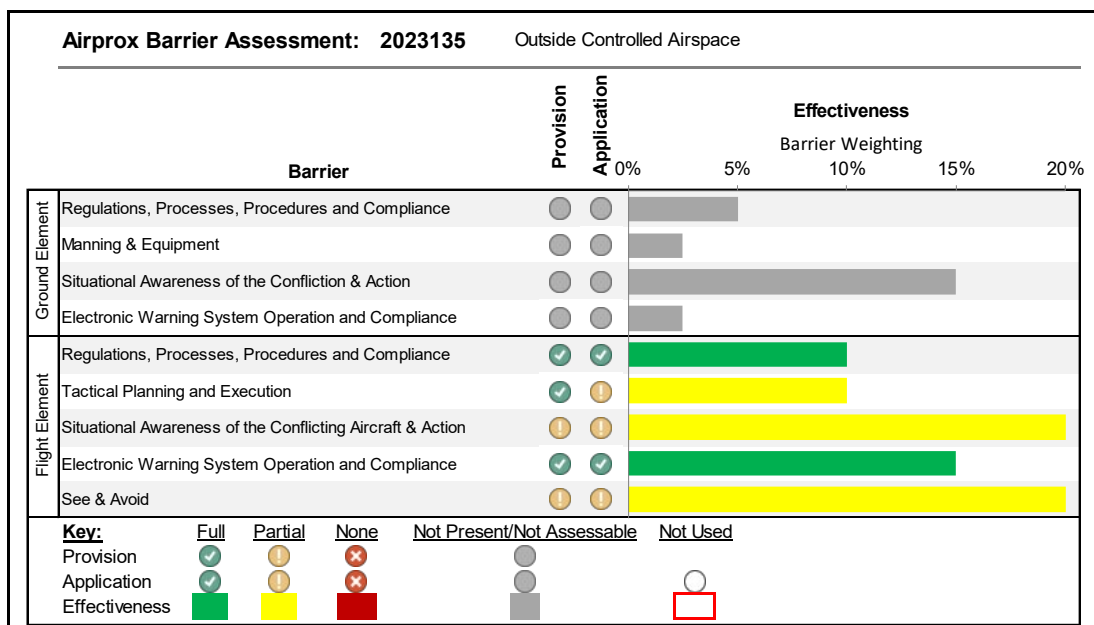 Airprox Barrier Assessment: 2023135 Outside Controlled Airspace
Barrier Provision Application Effectiveness
Barrier Weighting
0% 5% 10% 15% 20%
Ground Element
Regulations, Processes, Procedures and Compliance
Manning & Equipment
Situational Awareness of the Confliction & Action
Electronic Warning System Operation and Compliance
Flight Element
Regulations, Processes, Procedures and Compliance
Tactical Planning and Execution
Situational Awareness of the Conflicting Aircraft & Action
Electronic Warning System Operation and Compliance
See & Avoid
Key: Full Partial None Not Present/Not Assessable Not Used
Provision
Application
Effectiveness